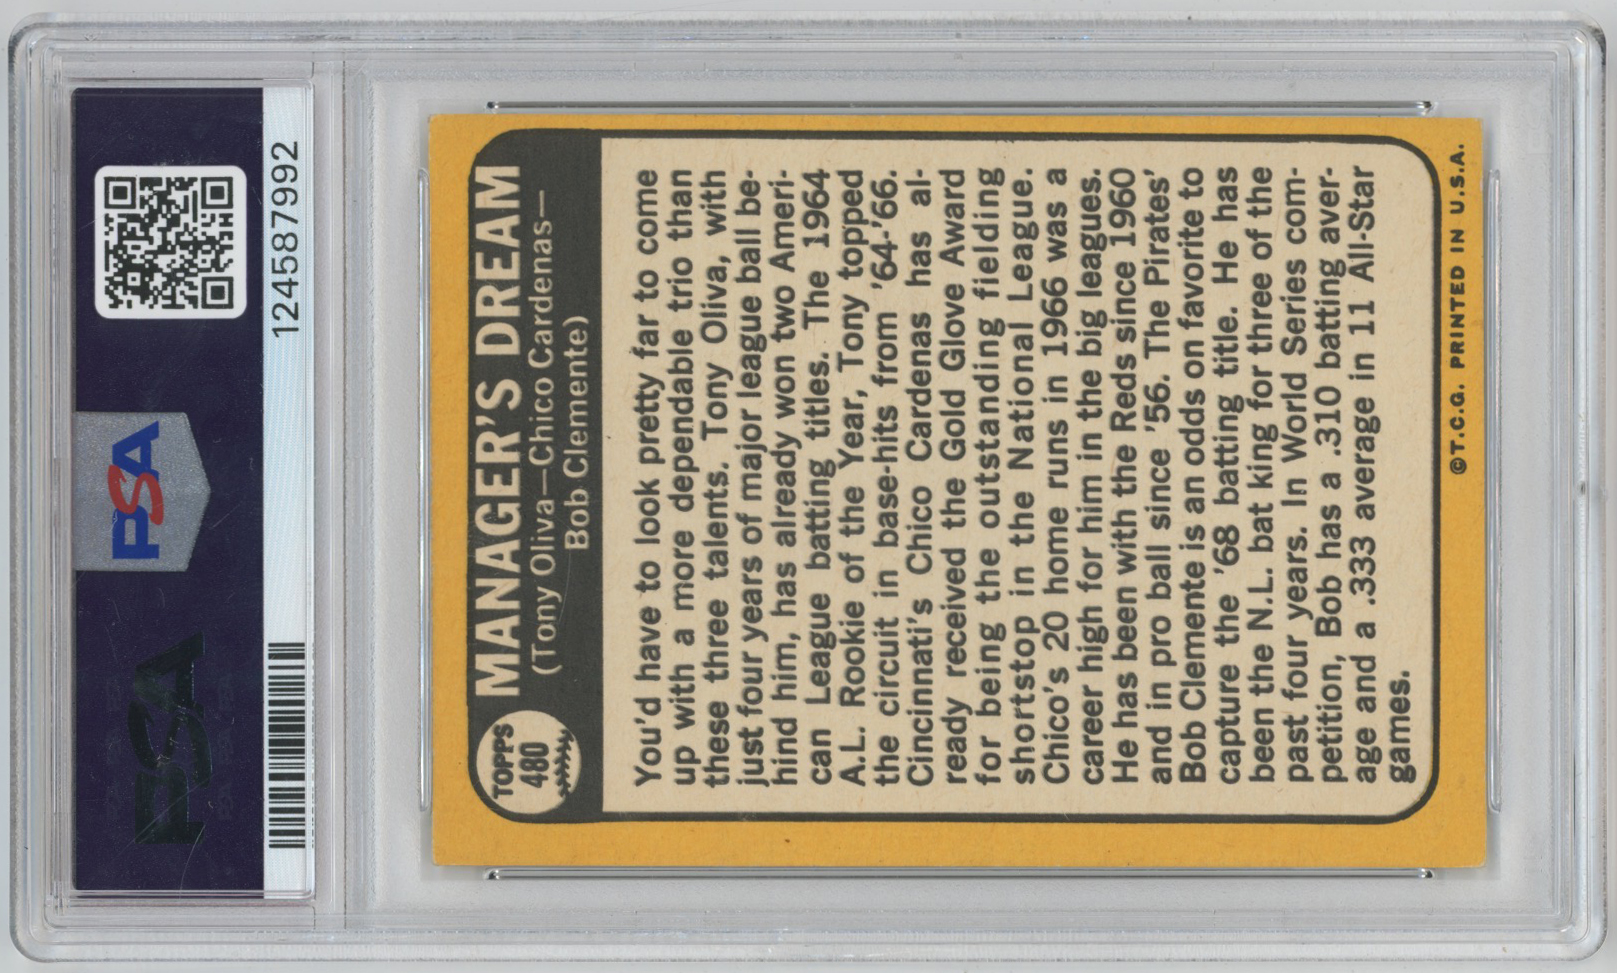 PSA
PSA
124587992
TOPPS
480
MANAGER'S DREAM
(Tony Oliva—Chico Cardenas—
Bob Clemente)
You'd have to look pretty far to come
up with a more dependable trio than
these three talents. Tony Oliva, with
just four years of major league ball be-
hind him, has already won two Ameri-
can League batting titles. The 1964
A.L. Rookie of the Year, Tony topped
the circuit in base-hits from '64-'66.
Cincinnati's Chico Cardenas has al-
ready received the Gold Glove Award
for being the outstanding fielding
shortstop in the National League.
Chico's 20 home runs in 1966 was a
career high for him in the big leagues.
He has been with the Reds since 1960
and in pro ball since '56. The Pirates'
Bob Clemente is an odds on favorite to
capture the '68 batting title. He has
been the N.L. bat king for three of the
past four years. In World Series com-
petition, Bob has a .310 batting aver-
age and a .333 average in 11 All-Star
games.
©T.C.G. PRINTED IN U.S.A.